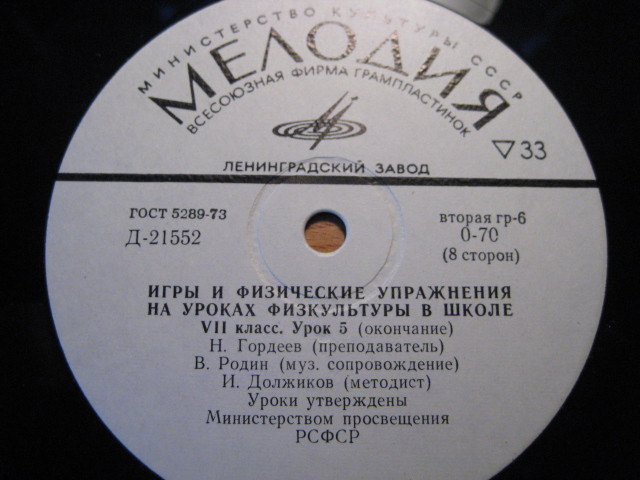 МИНИСТЕРСТВО КУЛЬТУРЫ СССР
МЕЛОДИЯ
ВСЕСОЮЗНАЯ ФИРМА ГРАМПЛАСТИНОК
▽33
ЛЕНИНГРАДСКИЙ ЗАВОД
ГОСТ 5289-73
Д-21552
вторая гр-6
0-70
(8 сторон)
ИГРЫ И ФИЗИЧЕСКИЕ УПРАЖНЕНИЯ
НА УРОКАХ ФИЗКУЛЬТУРЫ В ШКОЛЕ
VII класс. Урок 5 (окончание)
Н. Гордеев (преподаватель)
В. Родин (муз. сопровождение)
И. Должиков (методист)
Уроки утверждены
Министерством просвещения
РСФСР